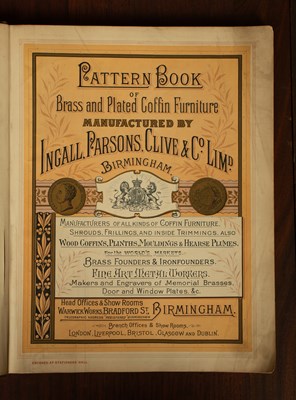 PATTERN BOOK
OF
Brass and Plated Coffin Furniture
MANUFACTURED BY
INGALL, PARSONS, CLIVE & Co. LIMD.
BIRMINGHAM.
MANUFACTURERS OF ALL KINDS OF COFFIN FURNITURE.
SHROUDS, FRILLINGS, AND INSIDE TRIMMINGS, ALSO
WOOD COFFINS, PLINTHS, MOULDINGS & HEARSE PLUMES.
BRASS FOUNDERS & IRONFOUNDERS.
FINE ART METAL WORKERS.
Makers and Engravers of Memorial Brasses,
Door and Window Plates, &c.
Head Offices & Show Rooms
WARWICK WORKS, BRADFORD ST., BIRMINGHAM.
Branch Offices & Show Rooms,
LONDON, LIVERPOOL, BRISTOL, GLASGOW AND DUBLIN.